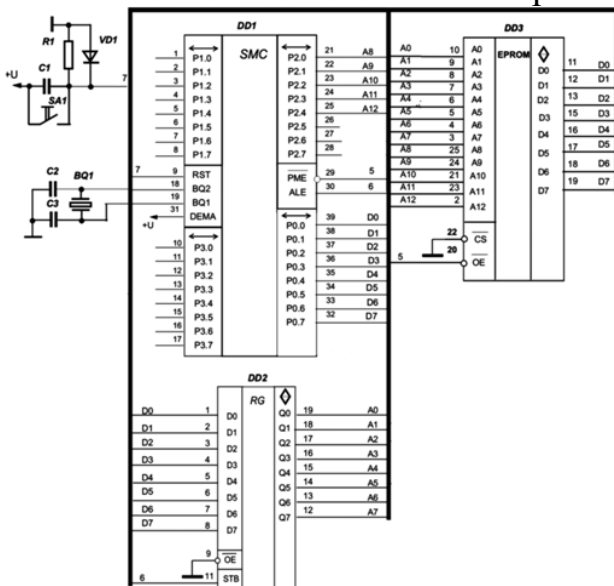 DD1
SMC
R1
VD1
C1
+U
SA1
7
1 P1.0
2 P1.1
3 P1.2
4 P1.3
5 P1.4
6 P1.5
7 P1.6
8 P1.7
7
9 RST
18 BQ2
19 BQ1
31 DEMA
+U
C2
BQ1
C3
10 P3.0
11 P3.1
12 P3.2
13 P3.3
14 P3.4
15 P3.5
16 P3.6
17 P3.7
P2.0 21 A8
P2.1 22 A9
P2.2 23 A10
P2.3 24 A11
P2.4 25 A12
P2.5 26
P2.6 27
P2.7 28
PME 29 5
ALE 30 6
P0.0 39 D0
P0.1 38 D1
P0.2 37 D2
P0.3 36 D3
P0.4 35 D4
P0.5 34 D5
P0.6 33 D6
P0.7 32 D7
DD3
EPROM
A0 10 A0
A1 9 A1
A2 8 A2
A3 7 A3
A4 6 A4
A5 5 A5
A6 4 A6
A7 3 A7
A8 25 A8
A9 24 A9
A10 21 A10
A11 23 A11
A12 2 A12
22 CS
5 20 OE
D0 11 D0
D1 12 D1
D2 13 D2
D3 15 D3
D4 16 D4
D5 17 D5
D6 18 D6
D7 19 D7
DD2
RG
D0 1 D0
D1 2 D1
D2 3 D2
D3 4 D3
D4 5 D4
D5 6 D5
D6 7 D6
D7 8 D7
9 OE
6 11 STB
Q0 19 A0
Q1 18 A1
Q2 17 A2
Q3 16 A3
Q4 15 A4
Q5 14 A5
Q6 13 A6
Q7 12 A7